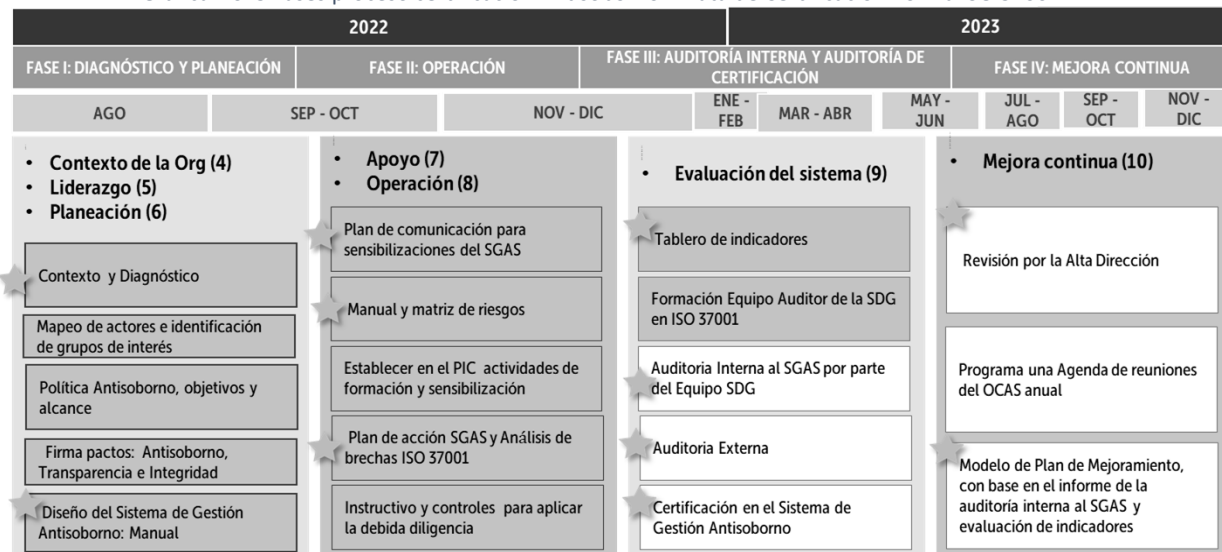 2022
2023
FASE I: DIAGNÓSTICO Y PLANEACIÓN
FASE II: OPERACIÓN
FASE III: AUDITORÍA INTERNA Y AUDITORÍA DE
CERTIFICACIÓN
FASE IV: MEJORA CONTINUA
AGO
SEP - OCT
NOV - DIC
ENE -
FEB
MAR - ABR
MAY -
JUN
JUL -
AGO
SEP -
OCT
NOV -
DIC
• Contexto de la Org (4)
• Liderazgo (5)
• Planeación (6)
Contexto y Diagnóstico
Mapeo de actores e identificación
de grupos de interés
Política Antisoborno, objetivos y
alcance
Firma pactos: Antisoborno,
Transparencia e Integridad
Diseño del Sistema de Gestión
Antisoborno: Manual
• Apoyo (7)
• Operación (8)
Plan de comunicación para
sensibilizaciones del SGAS
Manual y matriz de riesgos
Establecer en el PIC actividades de
formación y sensibilización
Plan de acción SGAS y Análisis de
brechas ISO 37001
Instructivo y controles para aplicar
la debida diligencia
• Evaluación del sistema (9)
Tablero de indicadores
Formación Equipo Auditor de la SDG
en ISO 37001
Auditoria Interna al SGAS por parte
del Equipo SDG
Auditoria Externa
Certificación en el Sistema de
Gestión Antisoborno
• Mejora continua (10)
Revisión por la Alta Dirección
Programa una Agenda de reuniones
del OCAS anual
Modelo de Plan de Mejoramiento,
con base en el informe de la
auditoría interna al SGAS y
evaluación de indicadores